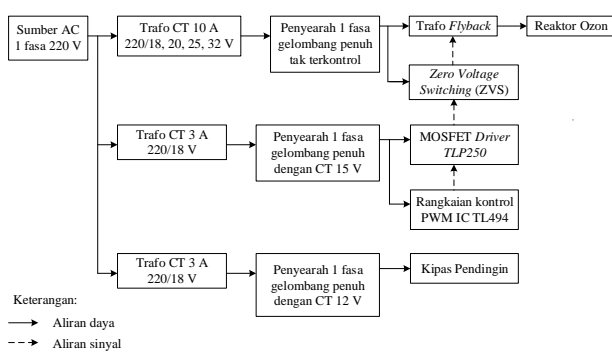 Sumber AC
1 fasa 220 V
Trafo CT 10 A
220/18, 20, 25, 32 V
Penyearah 1 fasa
gelombang penuh
tak terkontrol
Trafo Flyback
Reaktor Ozon
Zero Voltage
Switching (ZVS)
Trafo CT 3 A
220/18 V
Penyearah 1 fasa
gelombang penuh
dengan CT 15 V
MOSFET Driver
TLP250
Rangkaian kontrol
PWM IC TL494
Trafo CT 3 A
220/18 V
Penyearah 1 fasa
gelombang penuh
dengan CT 12 V
Kipas Pendingin
Keterangan:
Aliran daya
Aliran sinyal